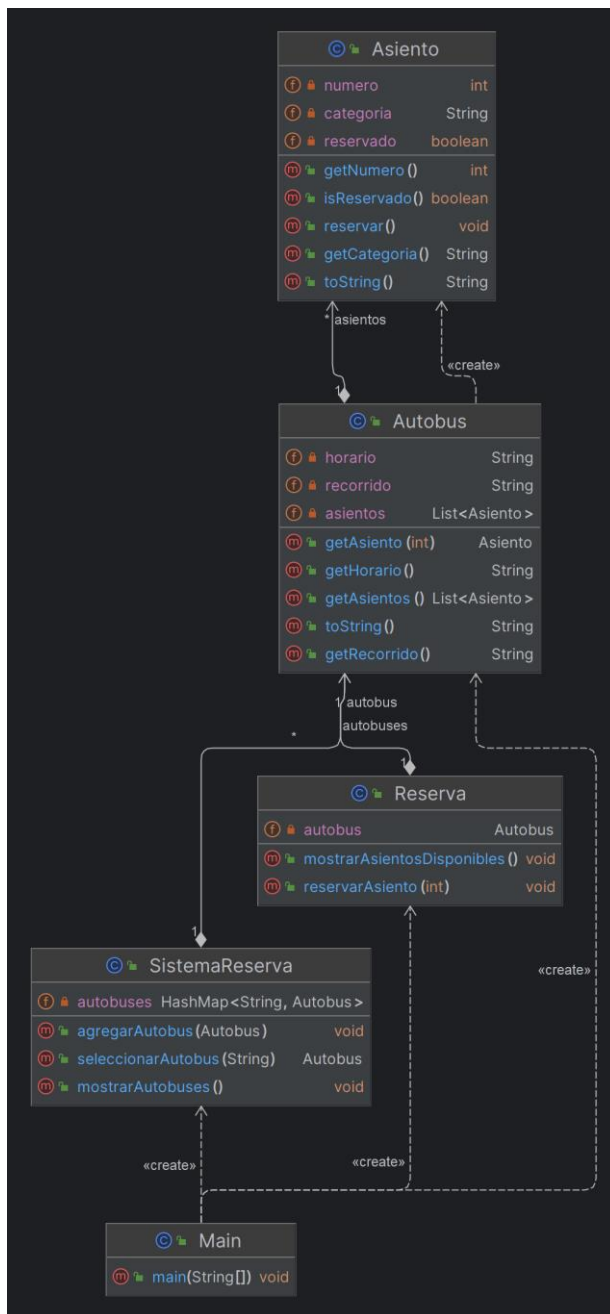 Asiento
numero int
categoria String
reservado boolean
getNumero() int
isReservado() boolean
reservar() void
getCategoria() String
toString() String
* asientos
«create»
1
Autobus
horario String
recorrido String
asientos List<Asiento>
getAsiento(int) Asiento
getHorario() String
getAsientos() List<Asiento>
toString() String
getRecorrido() String
1 autobus
* autobuses
1
Reserva
autobus Autobus
mostrarAsientosDisponibles() void
reservarAsiento(int) void
1
SistemaReserva
«create»
autobuses HashMap<String, Autobus>
agregarAutobus(Autobus) void
seleccionarAutobus(String) Autobus
mostrarAutobuses() void
«create» «create»
Main
main(String[]) void